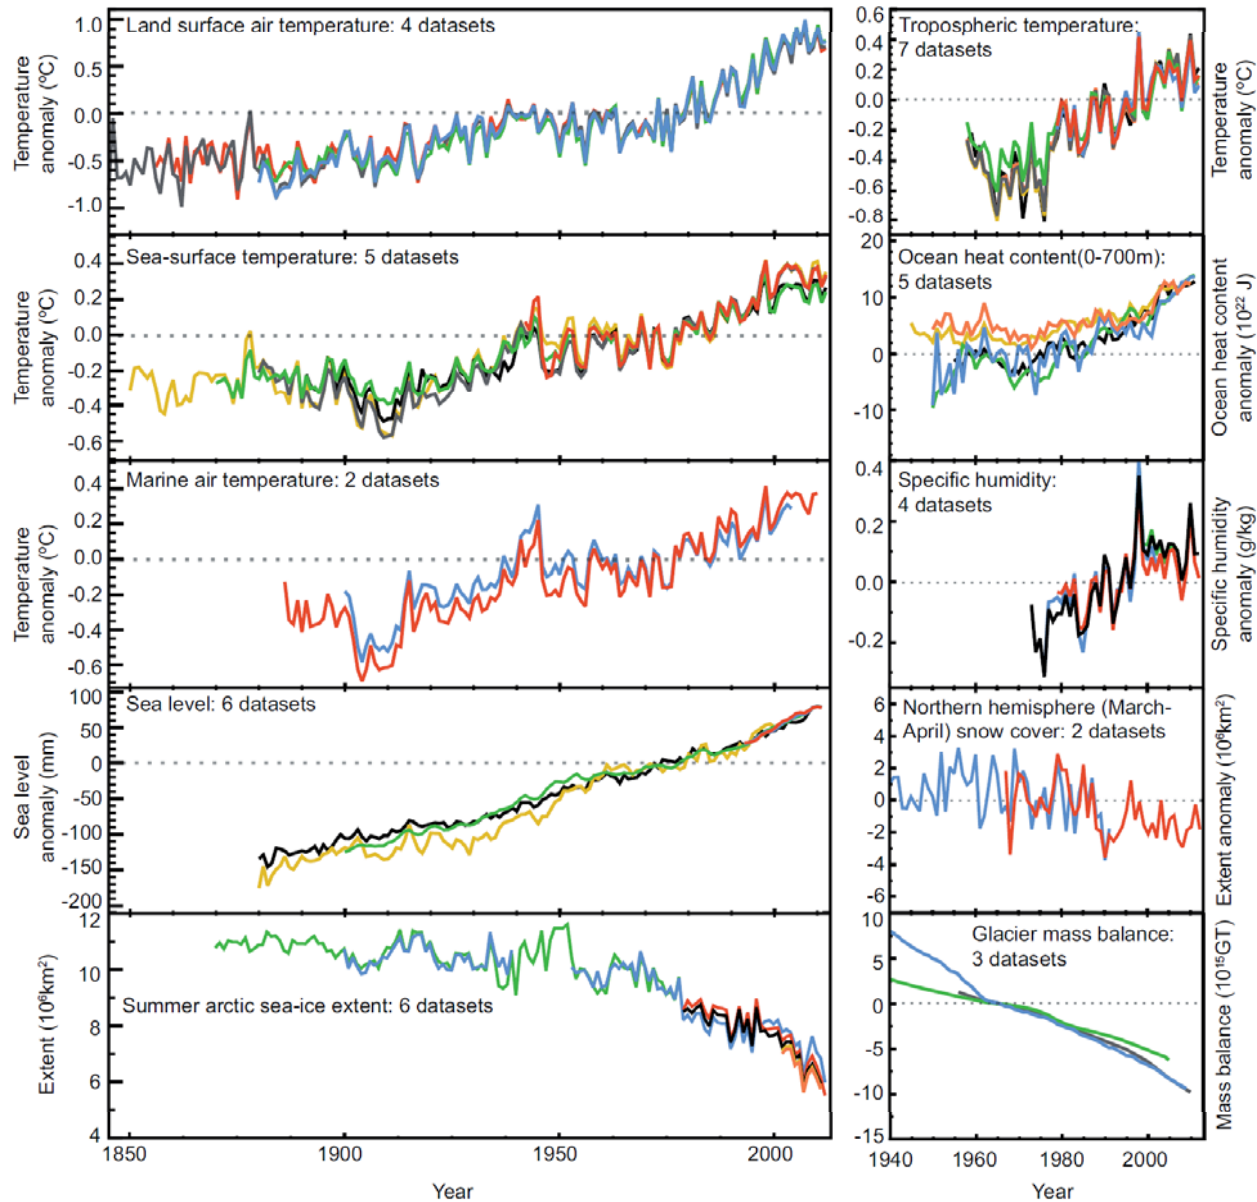 Land surface air temperature: 4 datasets
1.0
0.5
0.0
-0.5
-1.0
Temperature
anomaly (ºC)
Sea-surface temperature: 5 datasets
0.4
0.2
0.0
-0.2
-0.4
-0.6
Temperature
anomaly (ºC)
Marine air temperature: 2 datasets
0.4
0.2
0.0
-0.2
-0.4
-0.6
Temperature
anomaly (ºC)
Sea level: 6 datasets
100
50
0
-50
-100
-150
-200
Sea level
anomaly (mm)
Summer arctic sea-ice extent: 6 datasets
12
10
8
6
4
Extent (10⁶km²)
1850
1900
1950
2000
Year
Tropospheric temperature:
7 datasets
0.6
0.4
0.2
0.0
-0.2
-0.4
-0.6
-0.8
Temperature
anomaly (ºC)
Ocean heat content(0-700m):
5 datasets
20
10
0
-10
Ocean heat content
anomaly (10²² J)
Specific humidity:
4 datasets
0.4
0.2
0.0
-0.2
Specific humidity
anomaly (g/kg)
Northern hemisphere (March-
April) snow cover: 2 datasets
6
4
2
0
-2
-4
-6
Extent anomaly (10⁶km²)
Glacier mass balance:
3 datasets
10
5
0
-5
-10
-15
Mass balance (10¹⁵GT)
1940
1960
1980
2000
Year